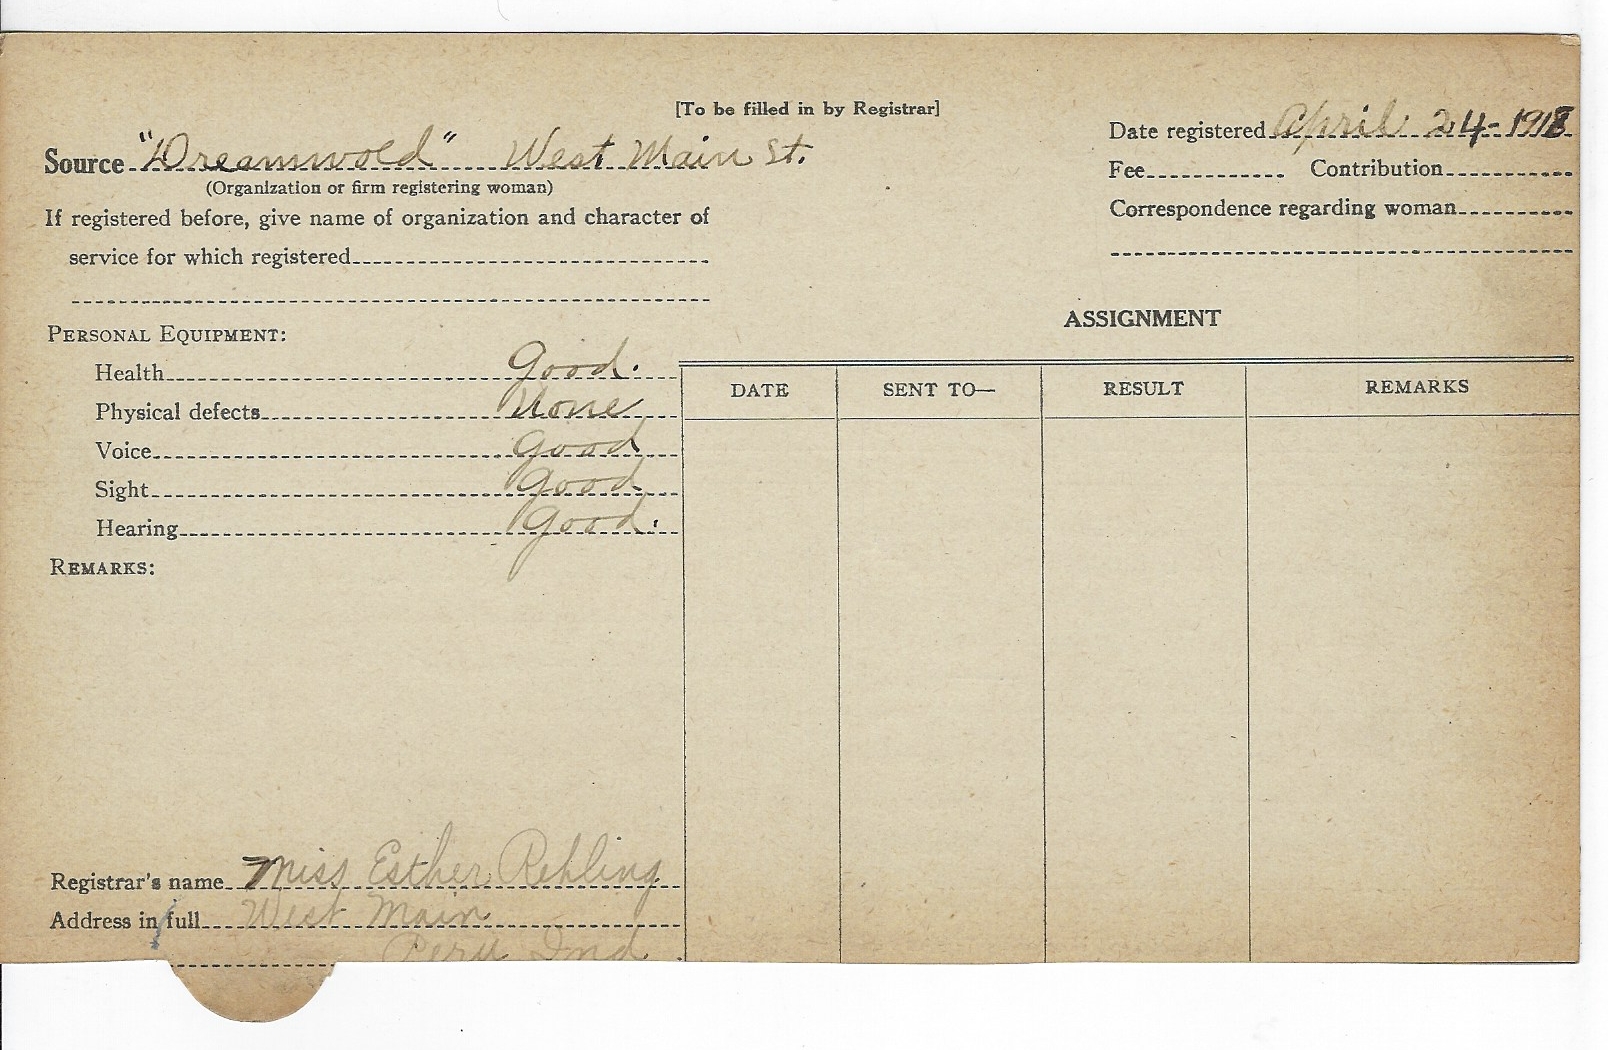 [To be filled in by Registrar]
Source "Dreamwold" West Main St.
(Organization or firm registering woman)
If registered before, give name of organization and character of
service for which registered
Date registered April 24-1918
Fee Contribution
Correspondence regarding woman
PERSONAL EQUIPMENT:
Health Good.
Physical defects None
Voice Good
Sight Good
Hearing Good.
REMARKS:
ASSIGNMENT
DATE SENT TO— RESULT REMARKS
Registrar's name Miss Esther Rehling
Address in full West Main
Peru Ind.